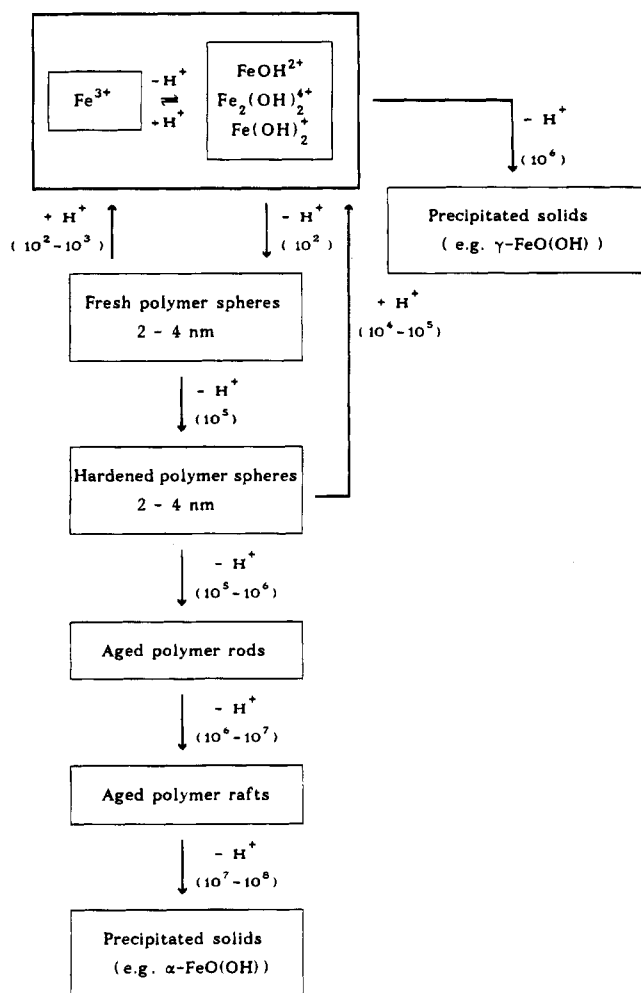 Fe³⁺
- H⁺
⇌
+ H⁺
FeOH²⁺
Fe₂(OH)₂⁴⁺
Fe(OH)₂⁺
- H⁺
(10⁶)
Precipitated solids
( e.g. γ-FeO(OH) )
+ H⁺
(10²-10³)
- H⁺
(10²)
+ H⁺
(10⁴-10⁵)
Fresh polymer spheres
2 - 4 nm
- H⁺
(10⁵)
Hardened polymer spheres
2 - 4 nm
- H⁺
(10⁵-10⁶)
Aged polymer rods
- H⁺
(10⁶-10⁷)
Aged polymer rafts
- H⁺
(10⁷-10⁸)
Precipitated solids
(e.g. α-FeO(OH))